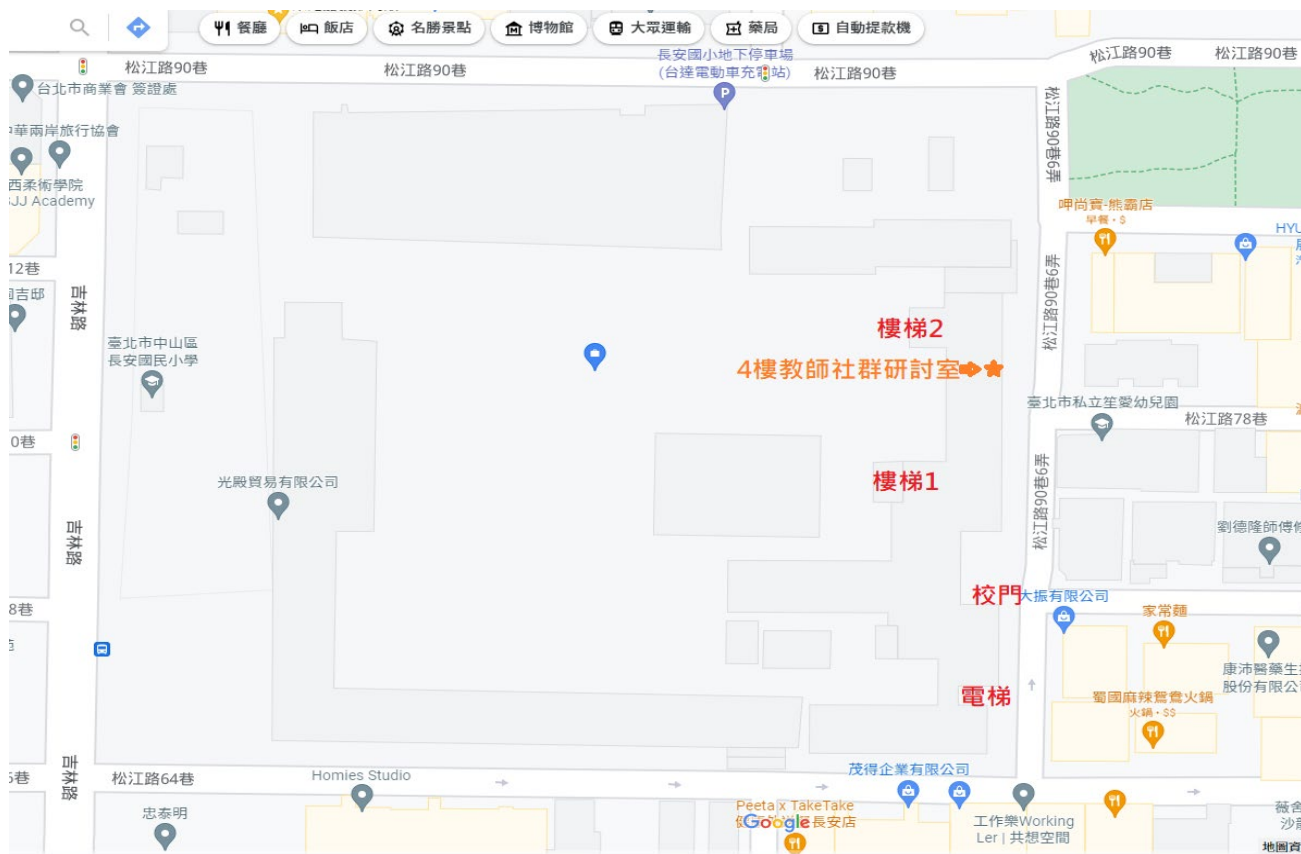 餐廳
飯店
名勝景點
博物館
大眾運輸
藥局
自動提款機
松江路90巷
松江路90巷
長安國小地下停車場
(台達電動車充電站)
松江路90巷
松江路90巷
松江路90巷
台北市商業會 簽證處
中華兩岸旅行協會
西柔術學院
BJJ Academy
松江路90巷6弄
呷尚寶-熊霸店
早餐・$
HYU
12巷
吉邸
吉林路
臺北市中山區
長安國民小學
松江路90巷6弄
樓梯2
4樓教師社群研討室
臺北市私立笙愛幼兒園
松江路78巷
0巷
樓梯1
光殿貿易有限公司
松江路90巷6弄
吉林路
劉德隆師傅
校門
大振有限公司
家常麵
8巷
康沛醫藥生
股份有限公
電梯
蜀國麻辣鴛鴦火鍋
火鍋・$$
吉林路
松江路64巷
Homies Studio
茂得企業有限公司
忠泰明
Peeta x TakeTake
長安店
Google
工作樂Working
Ler | 共想空間
薇舍
沙龍
地圖資